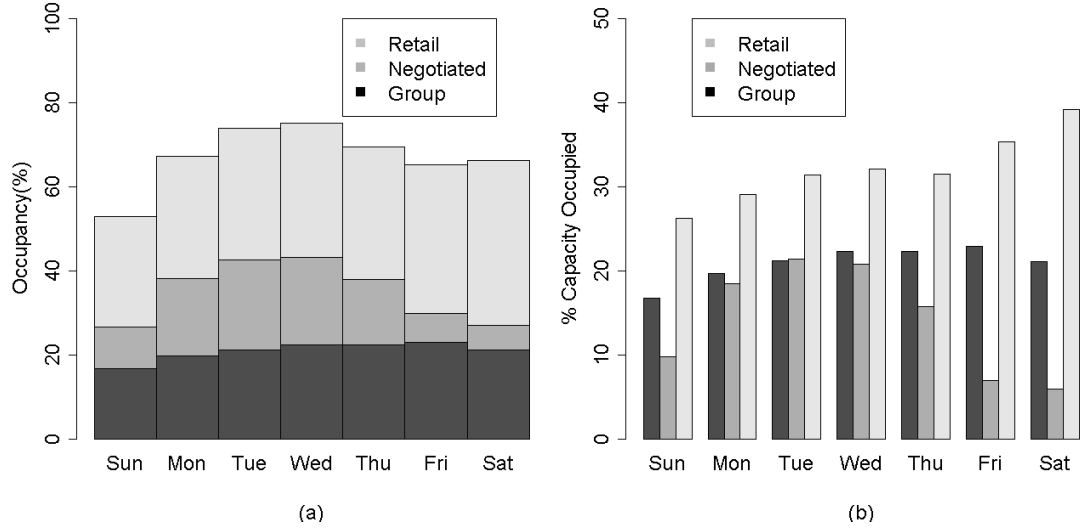 Occupancy(%)
100
80
60
40
20
0
Retail
Negotiated
Group
Sun Mon Tue Wed Thu Fri Sat
(a)
% Capacity Occupied
50
40
30
20
10
0
Retail
Negotiated
Group
Sun Mon Tue Wed Thu Fri Sat
(b)